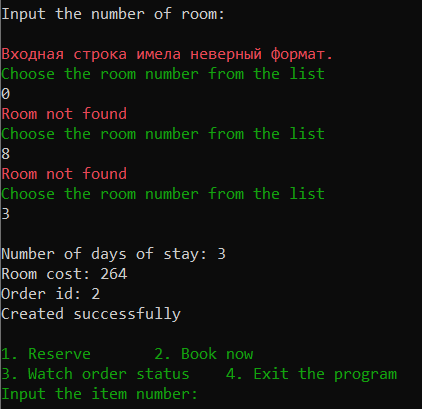 Input the number of room:
Входная строка имела неверный формат.
Choose the room number from the list
0
Room not found
Choose the room number from the list
8
Room not found
Choose the room number from the list
3
Number of days of stay: 3
Room cost: 264
Order id: 2
Created successfully
1. Reserve       2. Book now
3. Watch order status    4. Exit the program
Input the item number: